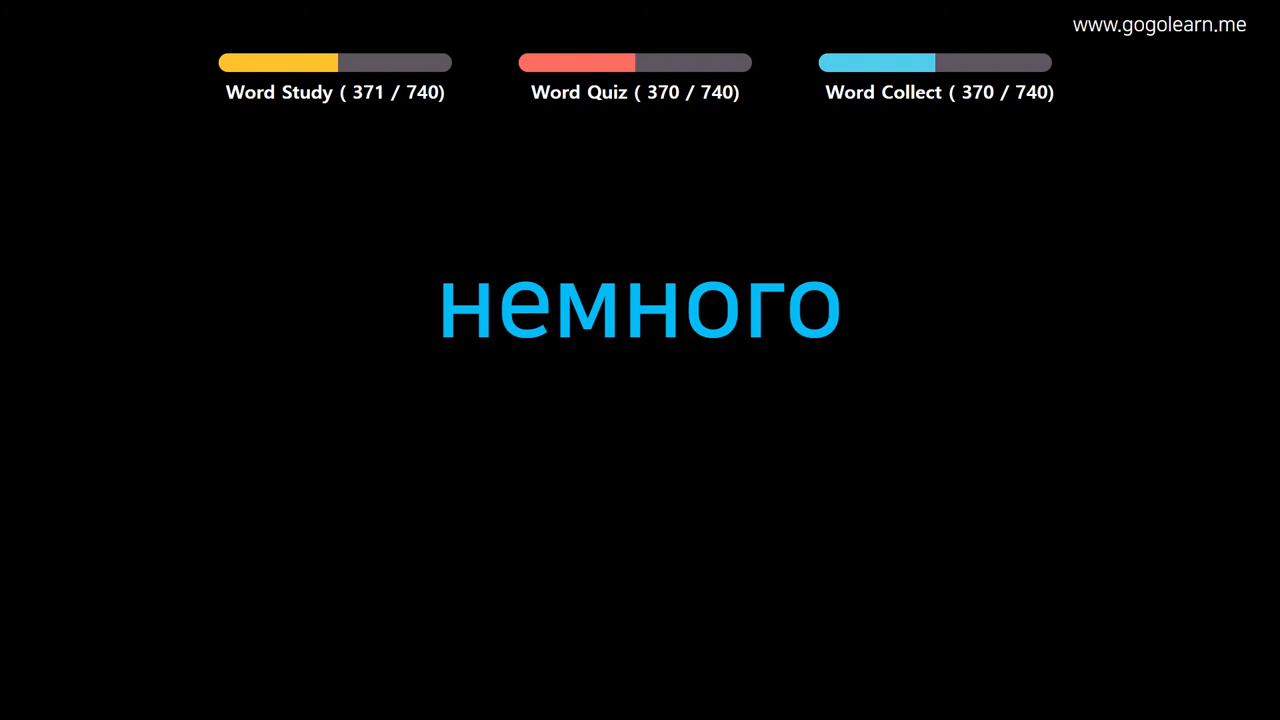 www.gogolearn.me
Word Study ( 371 / 740)
Word Quiz ( 370 / 740)
Word Collect ( 370 / 740)
немного